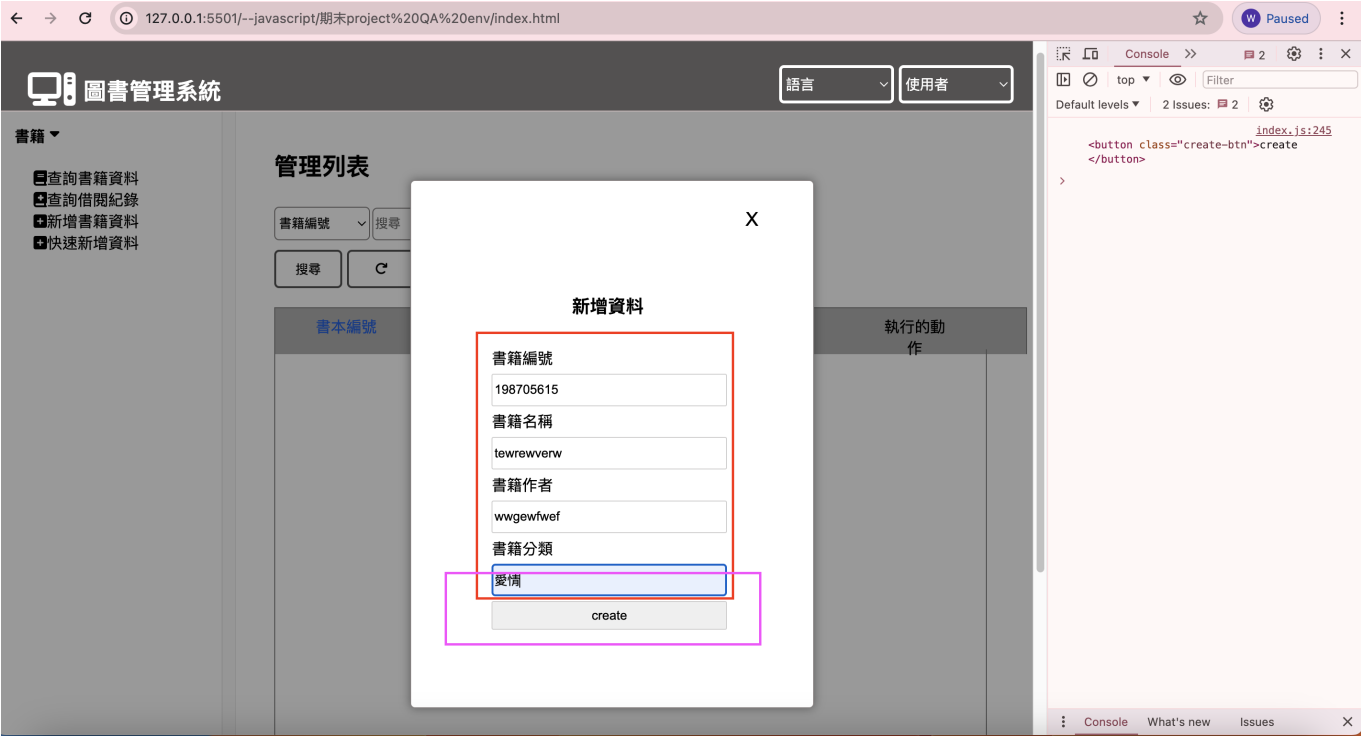 127.0.0.1:5501/--javascript/期末project%20QA%20env/index.html
W Paused
圖書管理系統
語言
使用者
書籍
查詢書籍資料
查詢借閱紀錄
新增書籍資料
快速新增資料
管理列表
書籍編號
搜尋
搜尋
書本編號
執行的動
作
X
新增資料
書籍編號
198705615
書籍名稱
tewrewverw
書籍作者
wwgewfwef
書籍分類
愛情
create
Console
2
top
Filter
Default levels
2 Issues:
2
index.js:245
<button class="create-btn">create
</button>
Console
What's new
Issues